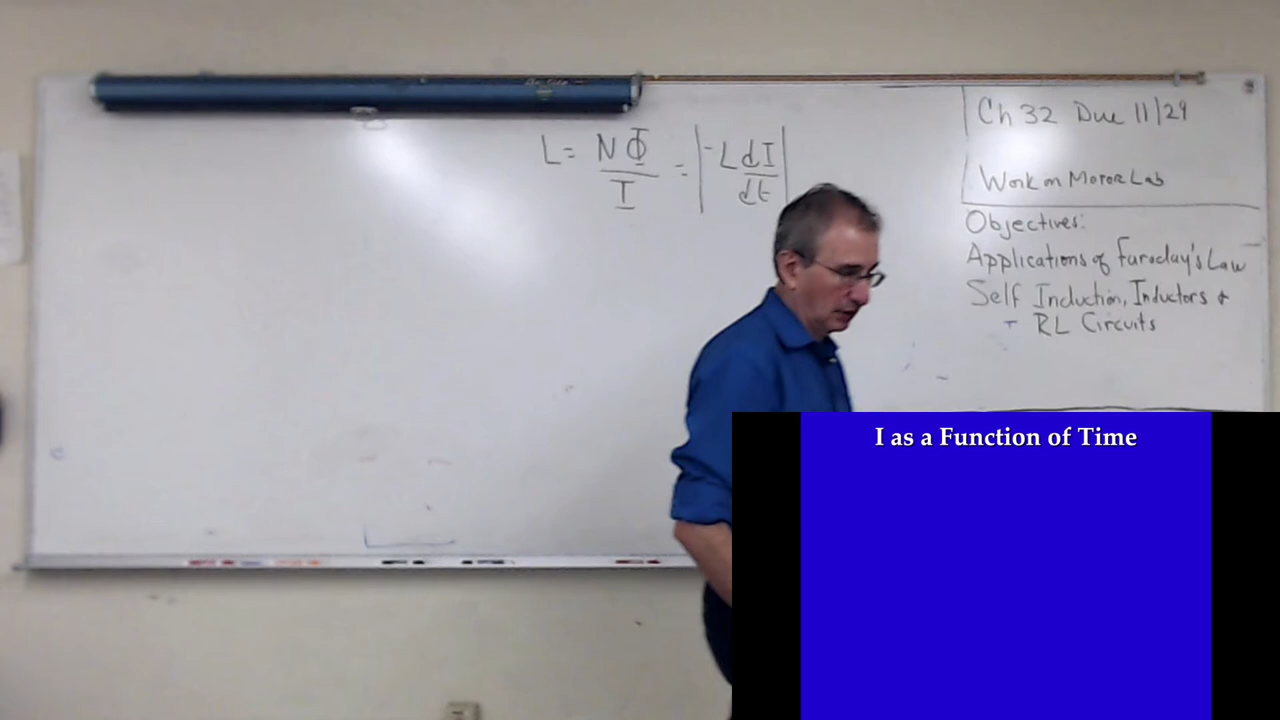 L = NΦ/I = |-L dI/dt|
Ch 32 Due 11/29
Work on Motor Lab
Objectives:
Applications of Faraday's Law
Self Induction, Inductors +
RL Circuits
I as a Function of Time